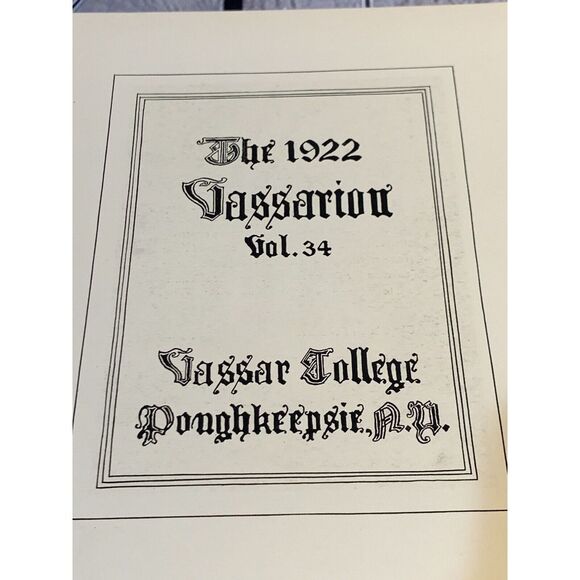 The 1922
Vassarion
Vol. 34
Vassar College
Poughkeepsie, N.Y.